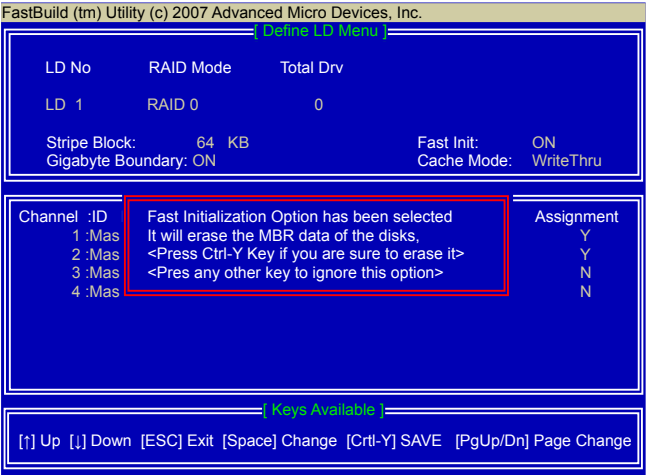 FastBuild (tm) Utility (c) 2007 Advanced Micro Devices, Inc.
[ Define LD Menu ]
LD No RAID Mode Total Drv
LD 1 RAID 0 0
Stripe Block: 64 KB Fast Init: ON
Gigabyte Boundary: ON Cache Mode: WriteThru
Channel :ID Fast Initialization Option has been selected Assignment
1 :Mas It will erase the MBR data of the disks, Y
2 :Mas <Press Ctrl-Y Key if you are sure to erase it> Y
3 :Mas <Pres any other key to ignore this option> N
4 :Mas N
[ Keys Available ]
[↑] Up [↓] Down [ESC] Exit [Space] Change [Crtl-Y] SAVE [PgUp/Dn] Page Change